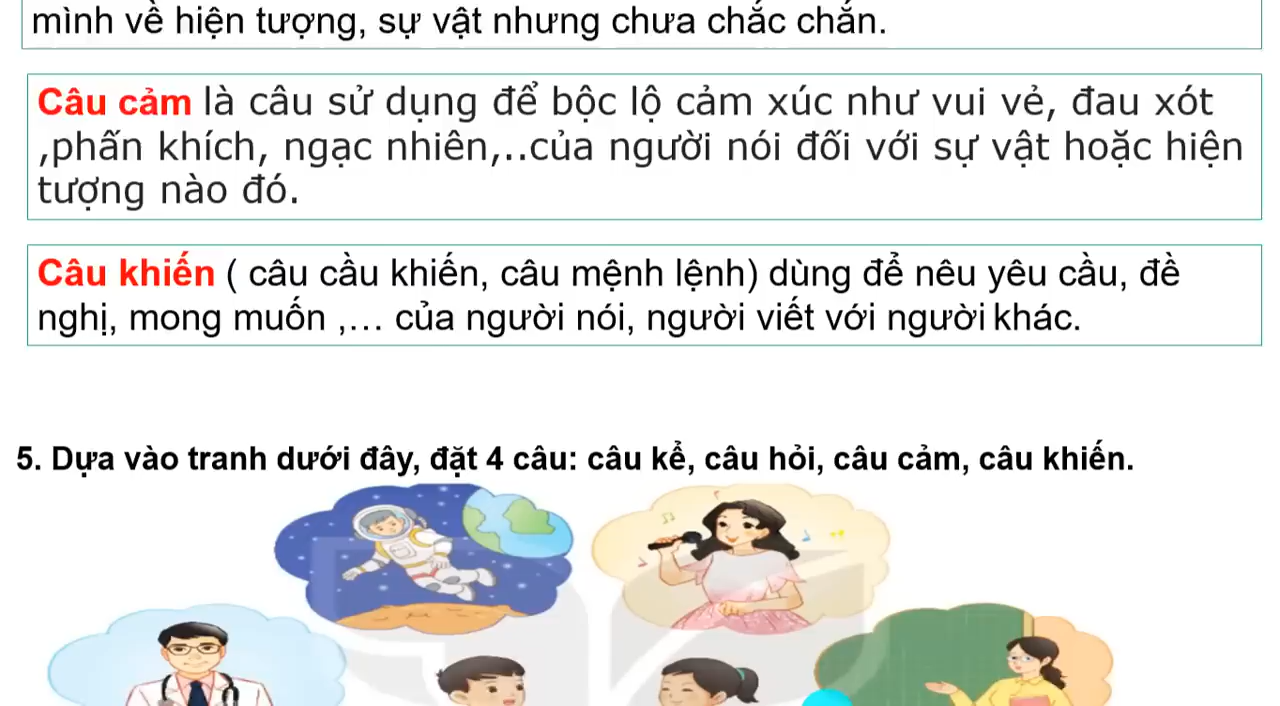 mình về hiện tượng, sự vật nhưng chưa chắc chắn.
Câu cảm là câu sử dụng để bộc lộ cảm xúc như vui vẻ, đau xót
,phấn khích, ngạc nhiên,..của người nói đối với sự vật hoặc hiện
tượng nào đó.
Câu khiến ( câu cầu khiến, câu mệnh lệnh) dùng để nêu yêu cầu, đề
nghị, mong muốn ,... của người nói, người viết với người khác.
5. Dựa vào tranh dưới đây, đặt 4 câu: câu kể, câu hỏi, câu cảm, câu khiến.